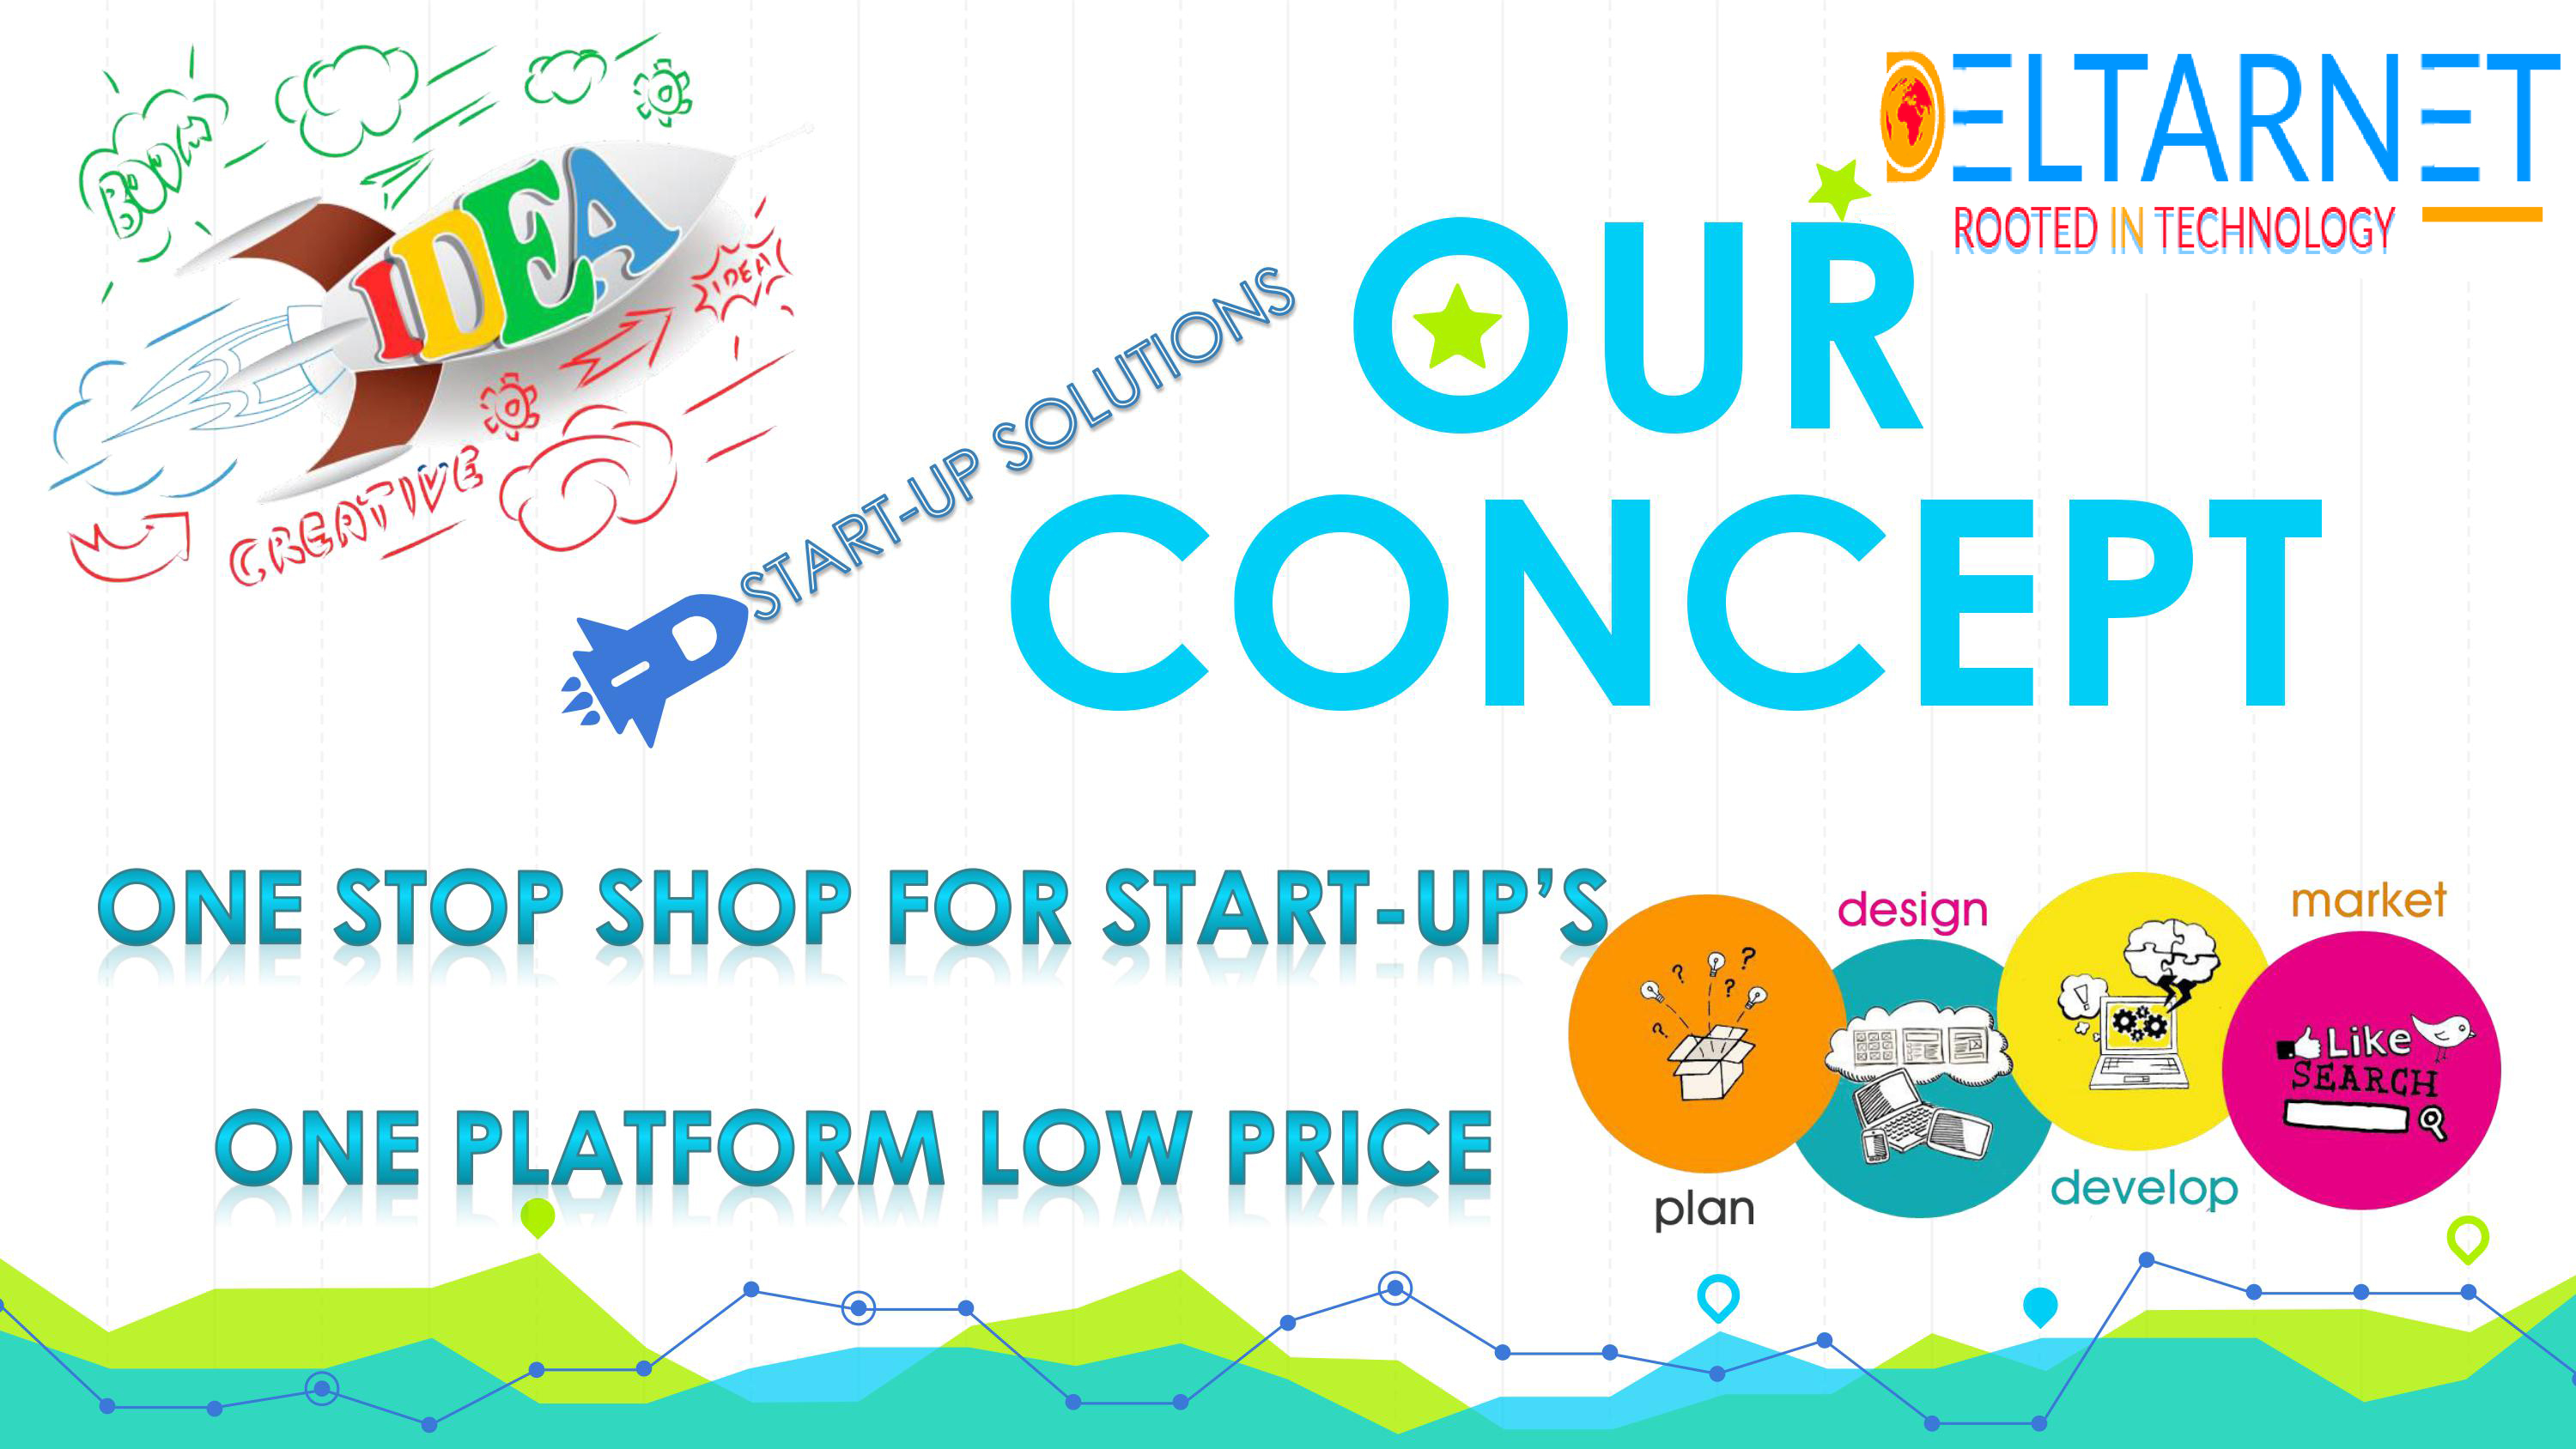 BOOM
IDEA
IDEA
CREATIVE
DELTARNET
ROOTED IN TECHNOLOGY
START-UP SOLUTIONS
OUR
CONCEPT
ONE STOP SHOP FOR START-UP’S
ONE PLATFORM LOW PRICE
design
market
Like
SEARCH
plan
develop